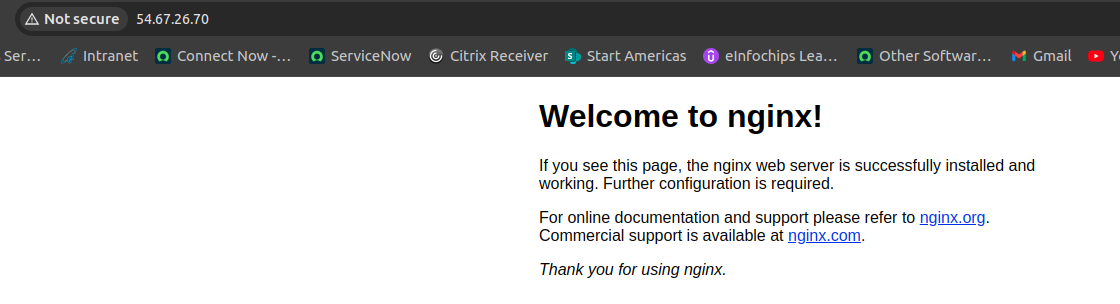 Not secure 54.67.26.70
Ser... Intranet Connect Now -... ServiceNow Citrix Receiver Start Americas eInfochips Lea... Other Softwar... Gmail
Welcome to nginx!
If you see this page, the nginx web server is successfully installed and
working. Further configuration is required.
For online documentation and support please refer to nginx.org.
Commercial support is available at nginx.com.
Thank you for using nginx.